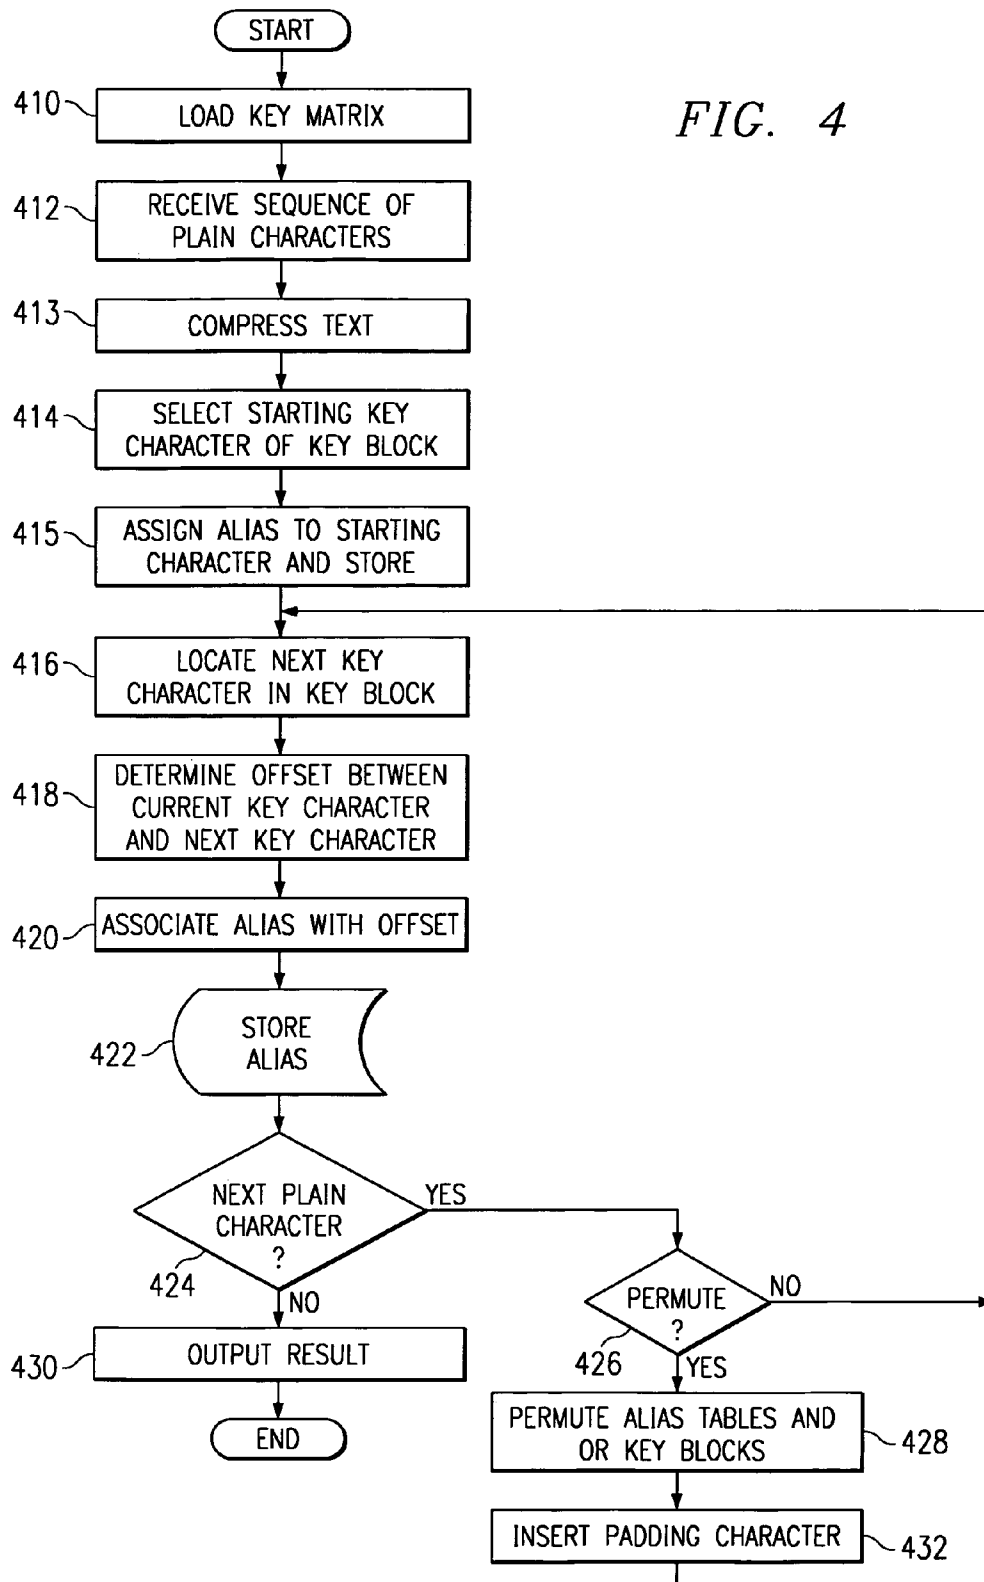 START
FIG. 4
410
LOAD KEY MATRIX
412
RECEIVE SEQUENCE OF
PLAIN CHARACTERS
413
COMPRESS TEXT
414
SELECT STARTING KEY
CHARACTER OF KEY BLOCK
415
ASSIGN ALIAS TO STARTING
CHARACTER AND STORE
416
LOCATE NEXT KEY
CHARACTER IN KEY BLOCK
418
DETERMINE OFFSET BETWEEN
CURRENT KEY CHARACTER
AND NEXT KEY CHARACTER
420
ASSOCIATE ALIAS WITH OFFSET
422
STORE
ALIAS
NEXT PLAIN
CHARACTER
?
424
YES
NO
PERMUTE
?
426
NO
YES
430
OUTPUT RESULT
END
PERMUTE ALIAS TABLES AND
OR KEY BLOCKS
428
INSERT PADDING CHARACTER
432